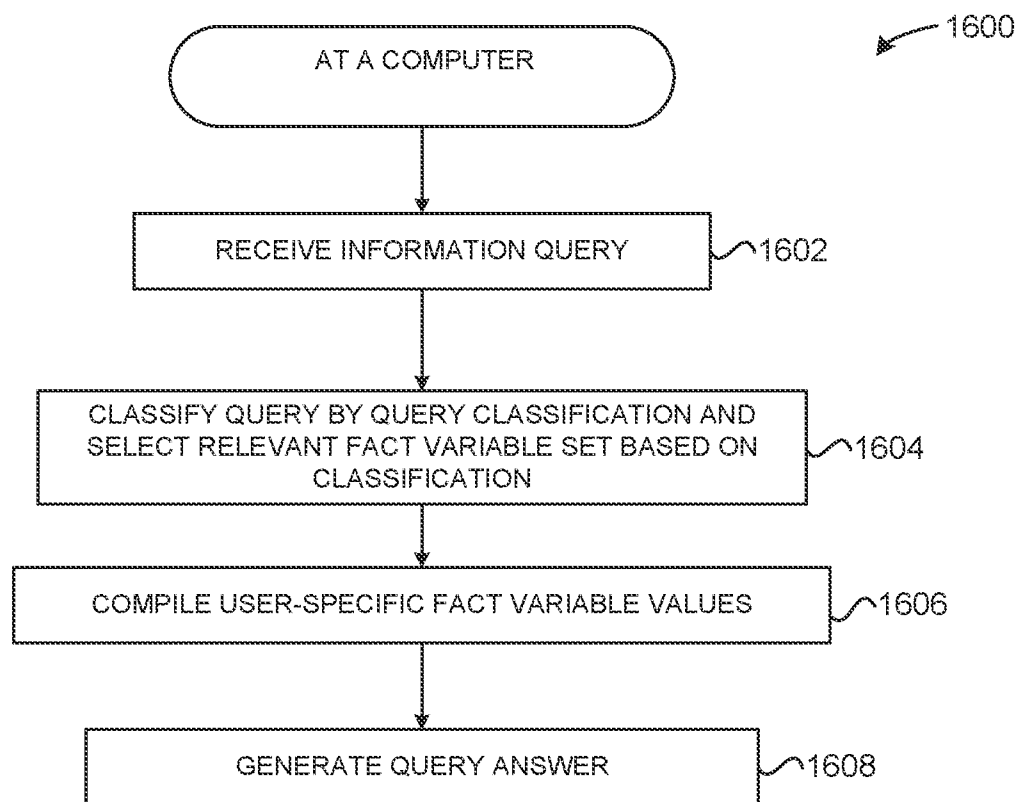 1600
AT A COMPUTER
RECEIVE INFORMATION QUERY
1602
CLASSIFY QUERY BY QUERY CLASSIFICATION AND
SELECT RELEVANT FACT VARIABLE SET BASED ON
CLASSIFICATION
1604
COMPILE USER-SPECIFIC FACT VARIABLE VALUES
1606
GENERATE QUERY ANSWER
1608